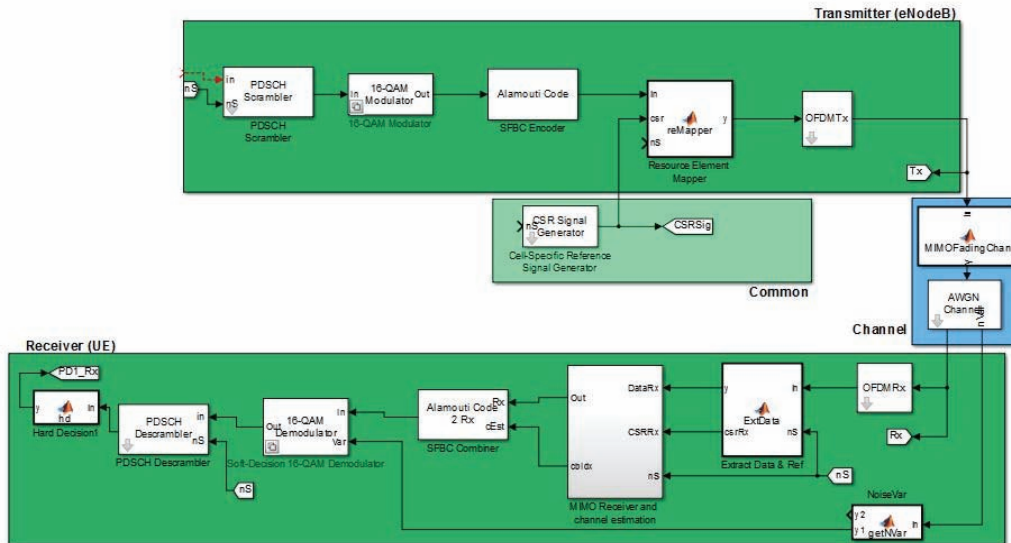 Transmitter (eNodeB)
in
nS
nS
PDSCH
Scrambler
PDSCH
Scrambler
In
16-QAM
Modulator
Out
16-QAM Modulator
Alamouti Code
SFBC Encoder
in
csr
nS
reMapper
y
Resource Element
Mapper
OFDMTx
Tx
nS
CSR Signal
Generator
Cell-Specific Reference
Signal Generator
CSRSig
Common
In
MIMOFadingChan
Y
AWGN
Channel
nVar
Channel
Receiver (UE)
PD1_Rx
y
hd
in
Hard Decision1
PDSCH
Descrambler
in
nS
PDSCH Descrambler
nS
Out
16-QAM
Demodulator
In
Var
Soft-Decision 16-QAM Demodulator
Alamouti Code
2 Rx
Rx
cEst
SFBC Combiner
Out
cbIdx
DataRx
CSRRx
nS
MIMO Receiver and
channel estimation
y
csrRx
ExtData
In
nS
Extract Data & Ref
nS
OFDMRx
Rx
NoiseVar
y2
y1
getNVar
in